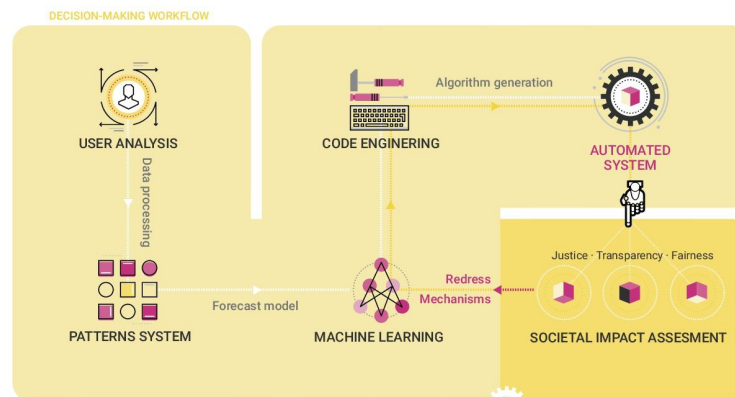 DECISION-MAKING WORKFLOW
USER ANALYSIS
Data processing
PATTERNS SYSTEM
Forecast model
MACHINE LEARNING
CODE ENGINERING
Algorithm generation
AUTOMATED
SYSTEM
Justice · Transparency · Fairness
SOCIETAL IMPACT ASSESMENT
Redress
Mechanisms